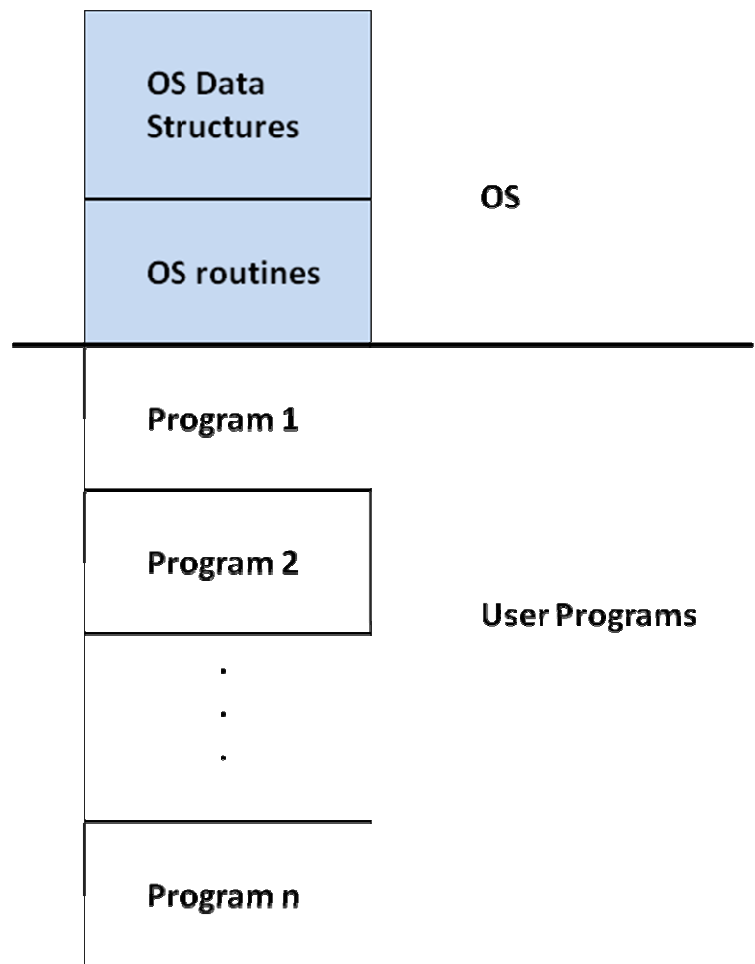 OS Data
Structures
OS
OS routines
Program 1
Program 2
User Programs
.
.
.
Program n